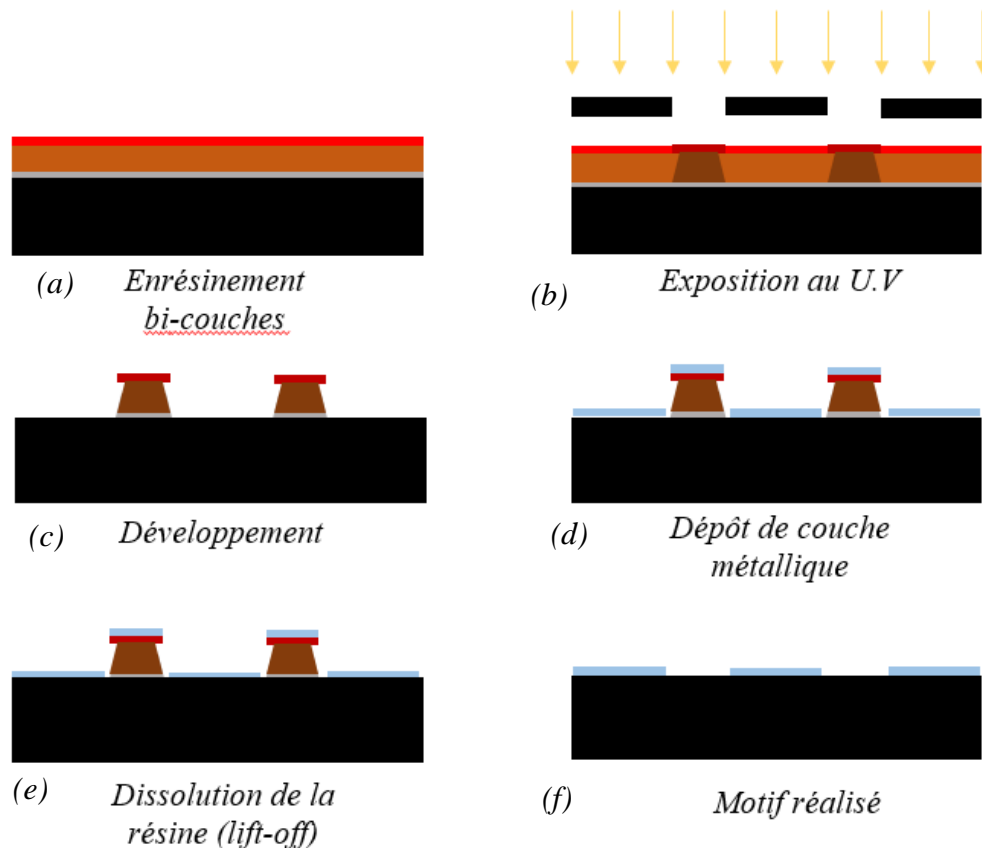 (a) Enrésinement
bi-couches
(b) Exposition au U.V
(c) Développement
(d) Dépôt de couche
métallique
(e) Dissolution de la
résine (lift-off)
(f) Motif réalisé